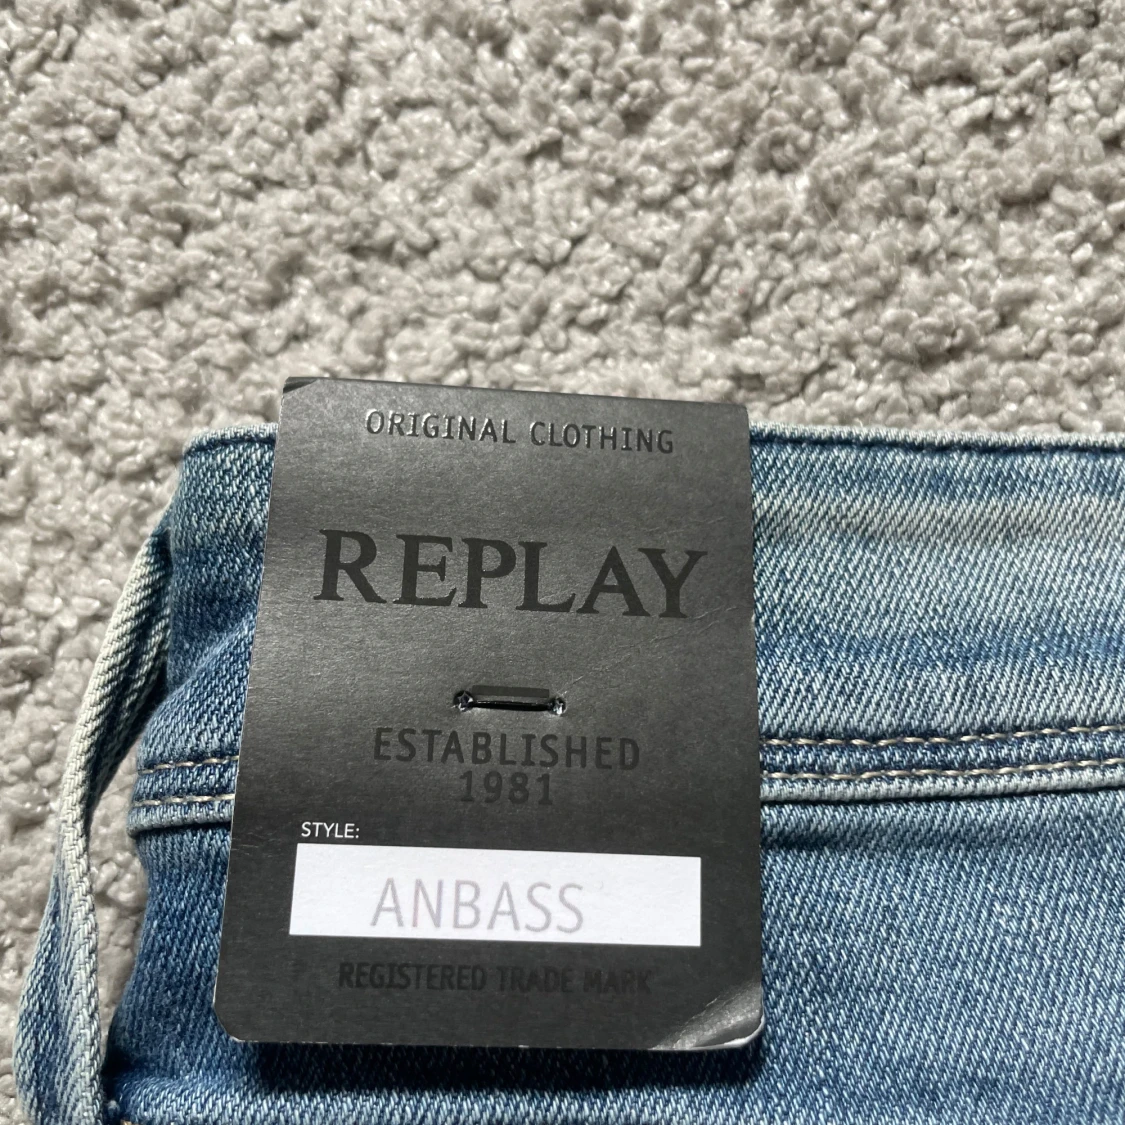 ORIGINAL CLOTHING
REPLAY
ESTABLISHED
1981
STYLE:
ANBASS
REGISTERED TRADE MARK